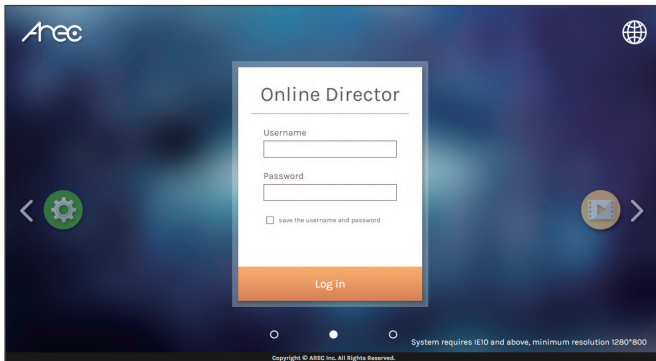 Arec
Online Director
Username
Password
save the username and password
Log in
System requires IE10 and above, minimum resolution 1280*800
Copyright © AREC Inc. All Rights Reserved.